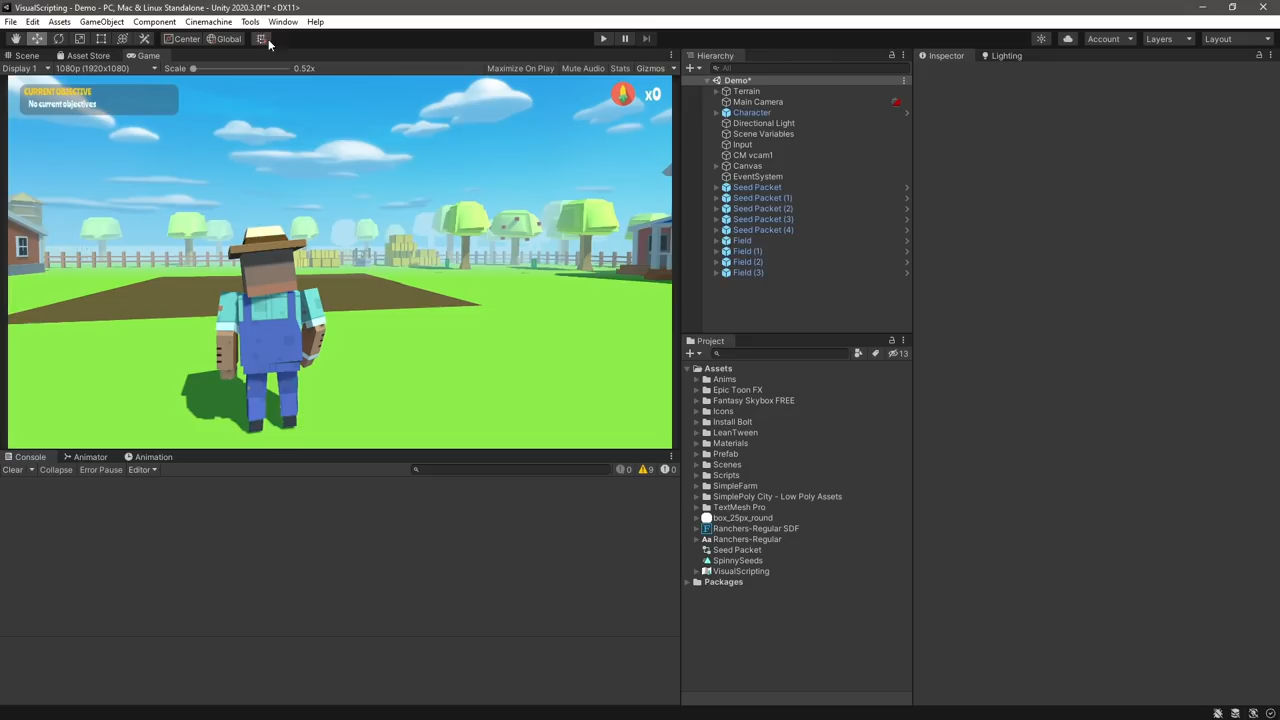 VisualScripting - Demo - PC, Mac & Linux Standalone - Unity 2020.3.0f1* <DX11>
File Edit Assets GameObject Component Cinemachine Tools Window Help
Center Global Account Layers Layout
Scene Asset Store Game
Display 1 1080p (1920x1080) Scale 0.52x Maximize On Play Mute Audio Stats Gizmos
CURRENT OBJECTIVE
No current objectives
x0
Console Animator Animation
Clear Collapse Error Pause Editor 0 9 0
Hierarchy
All
Demo*
Terrain
Main Camera
Character
Directional Light
Scene Variables
Input
CM vcam1
Canvas
EventSystem
Seed Packet
Seed Packet (1)
Seed Packet (2)
Seed Packet (3)
Seed Packet (4)
Field
Field (1)
Field (2)
Field (3)
Project
13
Assets
Anims
Epic Toon FX
Fantasy Skybox FREE
Icons
Install Bolt
LeanTween
Materials
Prefab
Scenes
Scripts
SimpleFarm
SimplePoly City - Low Poly Assets
TextMesh Pro
box_25px_round
Ranchers-Regular SDF
Ranchers-Regular
Seed Packet
SpinnySeeds
VisualScripting
Packages
Inspector Lighting